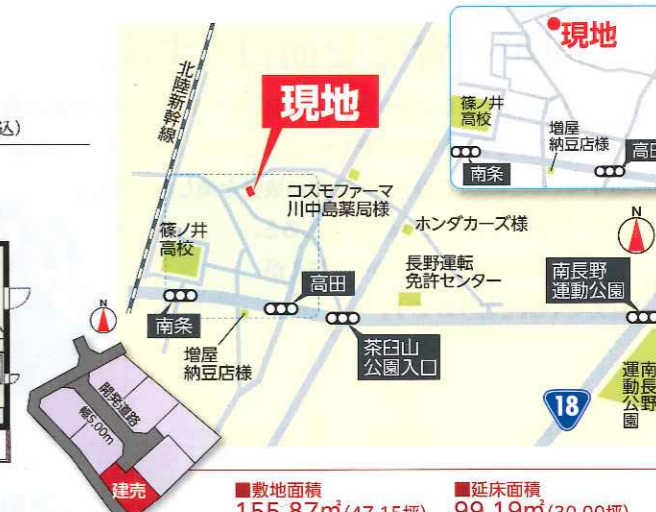 込)
北陸新幹線
現地
コスモファーマ
川中島薬局様
篠ノ井
高校
ホンダカーズ様
長野運転
免許センター
高田
南条
増屋
納豆店様
茶臼山
公園入口
南長野
運動公園
南長野
運動公園
18
N
N
現地
篠ノ井
高校
増屋
納豆店様
南条
開発道路
幅5.00m
建売
■敷地面積
155.87㎡(47.15坪)
■延床面積
99.19㎡(30.00坪)